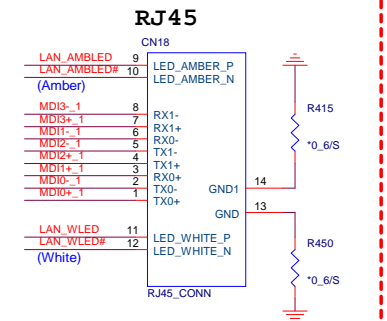 RJ45
CN18
LAN_AMBLED 9 LED_AMBER_P
LAN_AMBLED# 10 LED_AMBER_N
(Amber)
MDI3-_1 8 RX1-
MDI3+_1 7 RX1+
MDI1-_1 6 RX0-
MDI2-_1 5 TX1-
MDI2+_1 4 TX1+
MDI1+_1 3 RX0+
MDI0-_1 2 TX0-
MDI0+_1 1 TX0+
GND1 14
GND 13
LAN_WLED 11 LED_WHITE_P
LAN_WLED# 12 LED_WHITE_N
(White)
RJ45_CONN
R415
*0_6/S
R450
*0_6/S